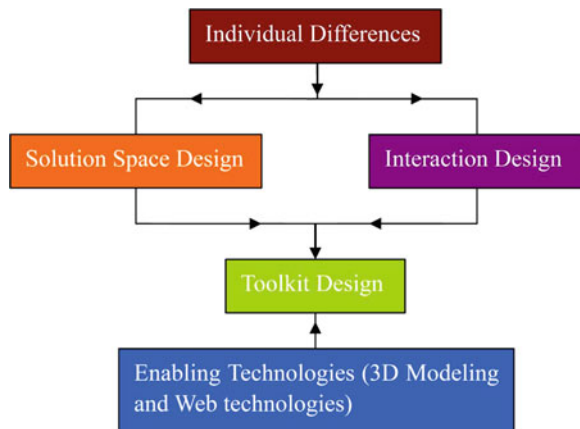 Individual Differences
Solution Space Design
Interaction Design
Toolkit Design
Enabling Technologies (3D Modeling
and Web technologies)